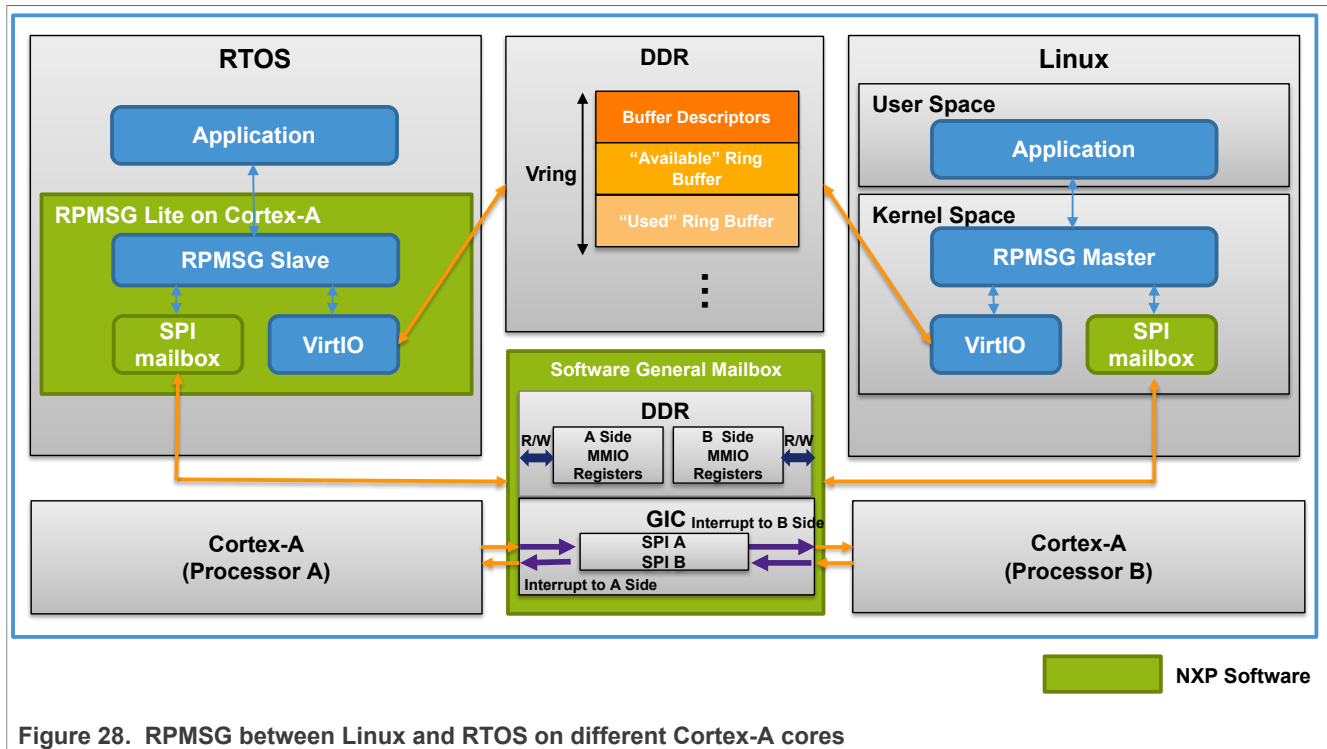 RTOS
Application
RPMSG Lite on Cortex-A
RPMSG Slave
SPI
mailbox
VirtIO
DDR
Vring
Buffer Descriptors
“Available” Ring
Buffer
“Used” Ring Buffer
Linux
User Space
Application
Kernel Space
RPMSG Master
VirtIO
SPI
mailbox
Software General Mailbox
DDR
R/W
A Side
MMIO
Registers
B Side
MMIO
Registers
R/W
GIC
Interrupt to B Side
SPI A
SPI B
Interrupt to A Side
Cortex-A
(Processor A)
Cortex-A
(Processor B)
NXP Software
Figure 28. RPMSG between Linux and RTOS on different Cortex-A cores